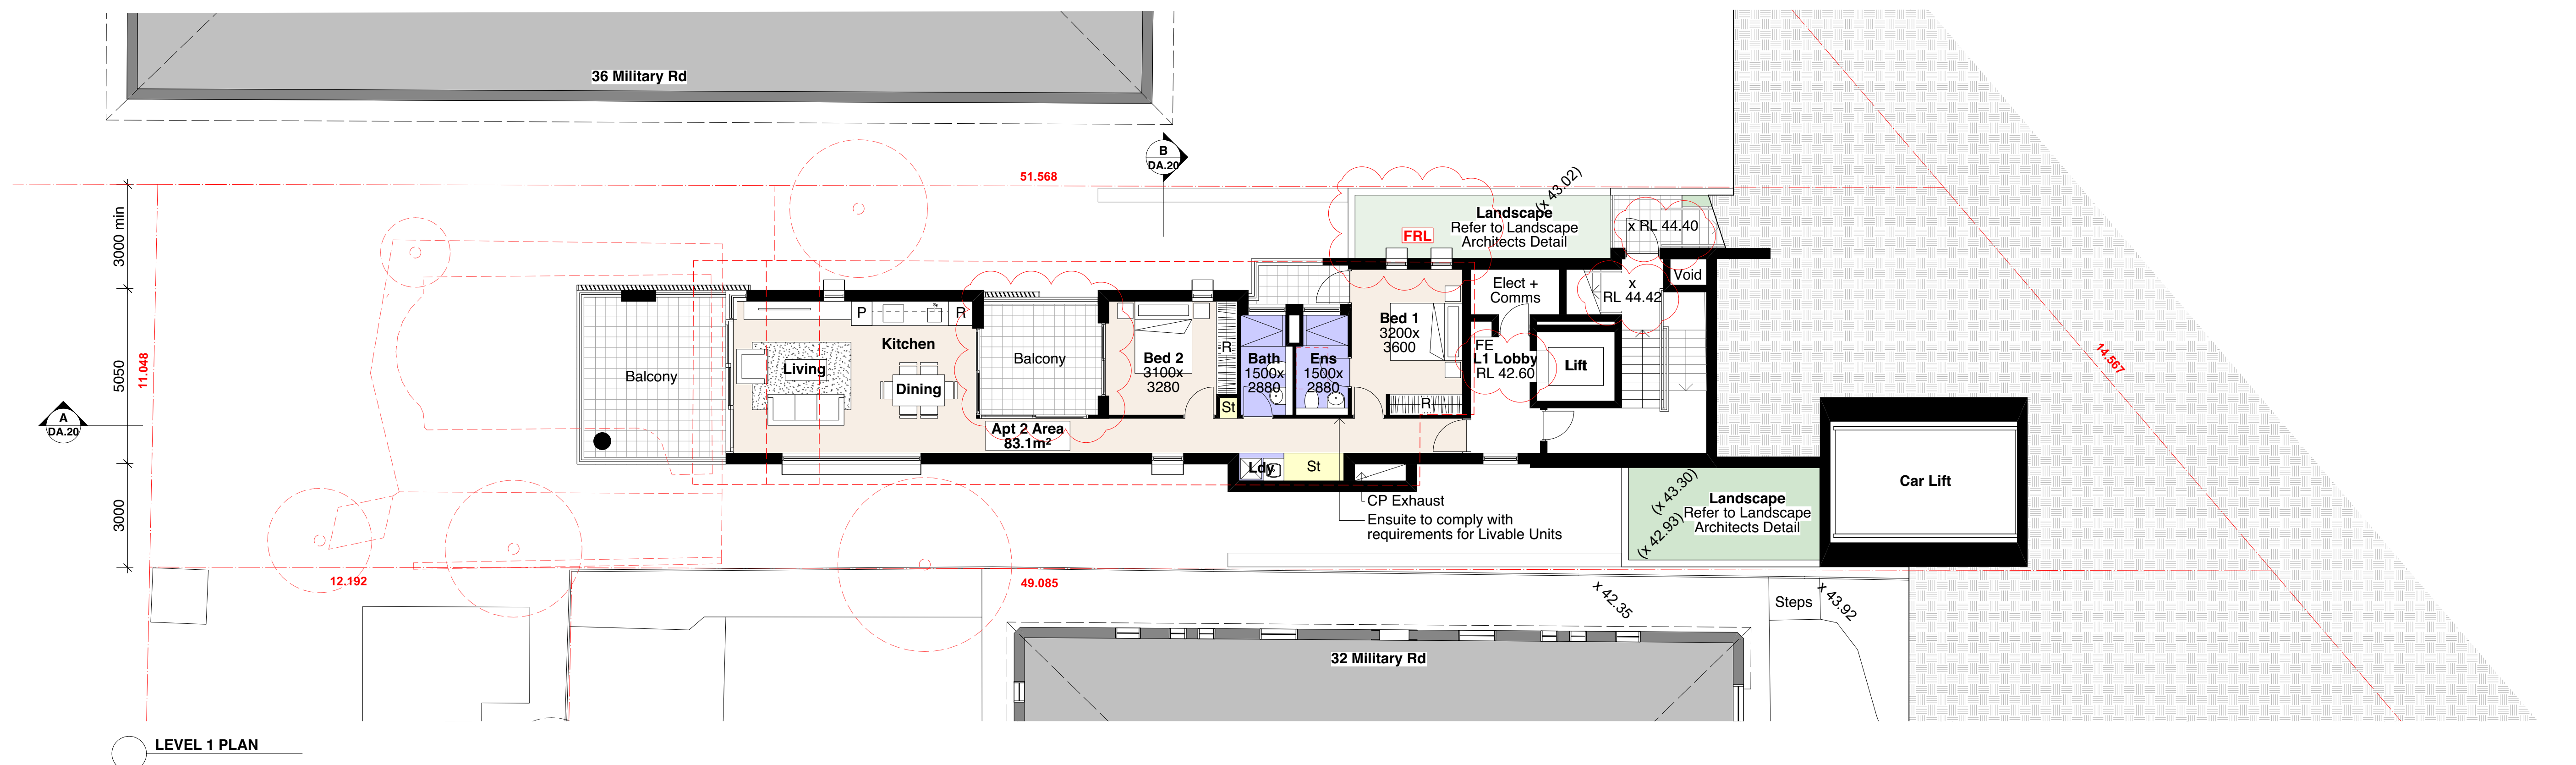 36 Military Rd
B
DA.20
51.568
(x 43.02)
Landscape
Refer to Landscape
Architects Detail
x RL 44.40
FRL
3000 min
5050
3000
11.048
A
DA.20
Balcony
Living
Kitchen
P
R
Dining
Balcony
Apt 2 Area
83.1m²
Bed 2
3100x
3280
R
St
Bath
1500x
2880
Ens
1500x
2880
Bed 1
3200x
3600
R
Elect +
Comms
FE
L1 Lobby
RL 42.60
Lift
x
RL 44.42
Void
14.567
Ldy
St
CP Exhaust
Ensuite to comply with
requirements for Livable Units
(x 43.30)
(x 42.93)
Landscape
Refer to Landscape
Architects Detail
Car Lift
12.192
49.085
x 42.35
Steps
x 43.92
32 Military Rd
LEVEL 1 PLAN